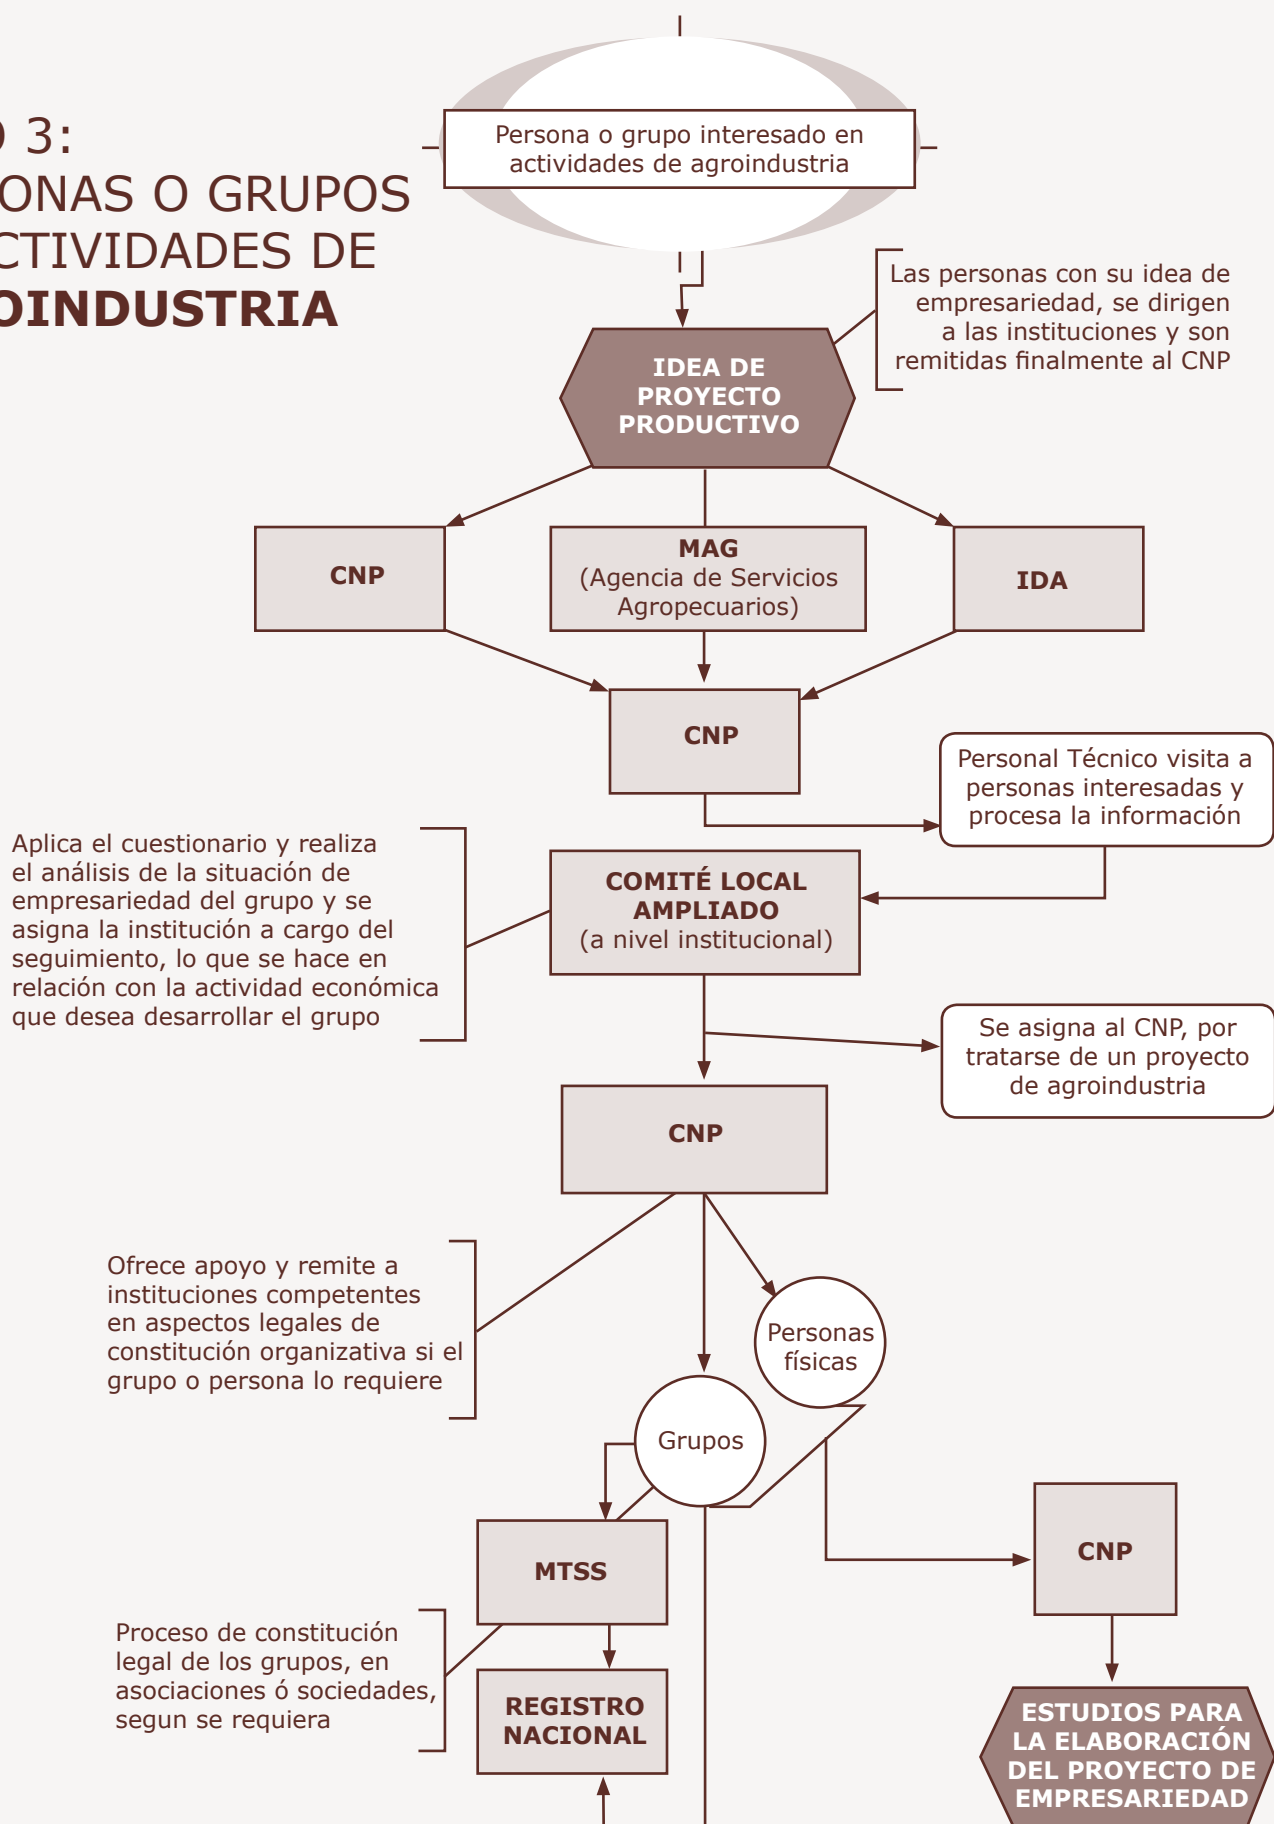 3:
ONAS O GRUPOS
CTIVIDADES DE
OINDUSTRIA
Persona o grupo interesado en
actividades de agroindustria
Las personas con su idea de
empresariedad, se dirigen
a las instituciones y son
remitidas finalmente al CNP
IDEA DE
PROYECTO
PRODUCTIVO
CNP
MAG
(Agencia de Servicios
Agropecuarios)
IDA
CNP
Personal Técnico visita a
personas interesadas y
procesa la información
Aplica el cuestionario y realiza
el análisis de la situación de
empresariedad del grupo y se
asigna la institución a cargo del
seguimiento, lo que se hace en
relación con la actividad económica
que desea desarrollar el grupo
COMITÉ LOCAL
AMPLIADO
(a nivel institucional)
Se asigna al CNP, por
tratarse de un proyecto
de agroindustria
CNP
Ofrece apoyo y remite a
instituciones competentes
en aspectos legales de
constitución organizativa si el
grupo o persona lo requiere
Personas
físicas
Grupos
MTSS
CNP
Proceso de constitución
legal de los grupos, en
asociaciones ó sociedades,
segun se requiera
REGISTRO
NACIONAL
ESTUDIOS PARA
LA ELABORACIÓN
DEL PROYECTO DE
EMPRESARIEDAD